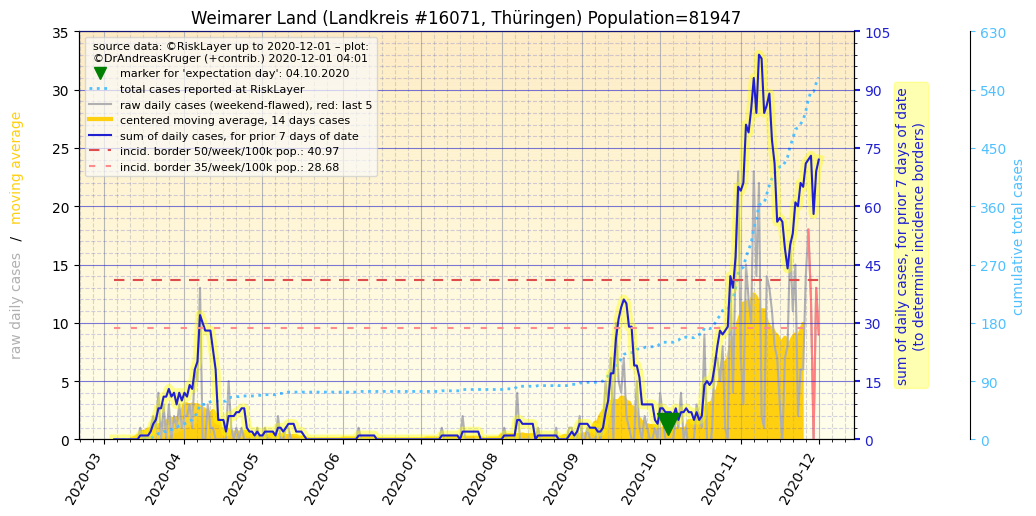 Weimarer Land (Landkreis #16071, Thüringen) Population=81947
source data: ©RiskLayer up to 2020-12-01 – plot:
©DrAndreasKruger (+contrib.) 2020-12-01 04:01
marker for 'expectation day': 04.10.2020
total cases reported at RiskLayer
raw daily cases (weekend-flawed), red: last 5
centered moving average, 14 days cases
sum of daily cases, for prior 7 days of date
incid. border 50/week/100k pop.: 40.97
incid. border 35/week/100k pop.: 28.68
raw daily cases / moving average
35
30
25
20
15
10
5
0
105
90
75
60
45
30
15
0
sum of daily cases, for prior 7 days of date
(to determine incidence borders)
630
540
450
360
270
180
90
0
cumulative total cases
2020-03
2020-04
2020-05
2020-06
2020-07
2020-08
2020-09
2020-10
2020-11
2020-12